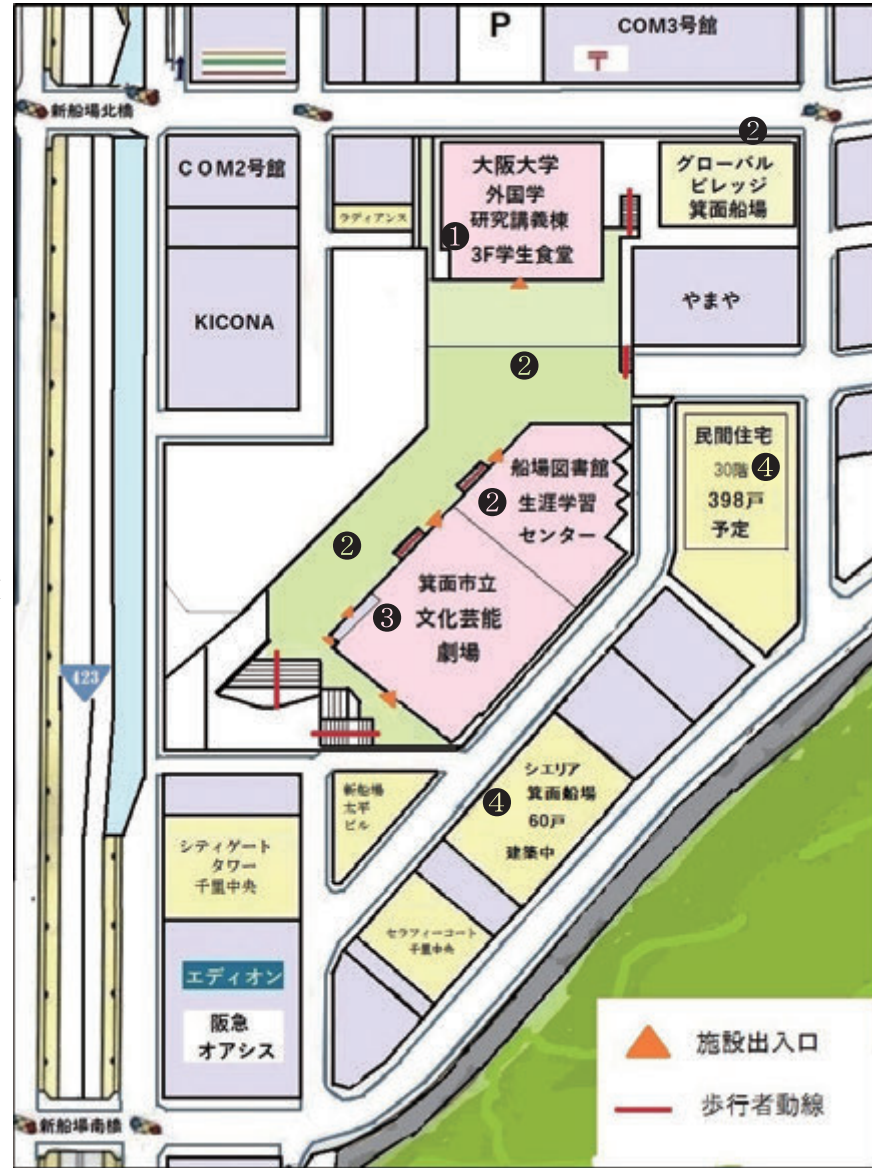 P
COM3号館
〒
新船場北橋
COM2号館
ラディアンス
KICONA
大阪大学
外国学
研究講義棟
3F学生食堂
❶
❷
グローバル
ビレッジ
箕面船場
やまや
❷
船場図書館
生涯学習
センター
❷
❷
箕面市立
文化芸能
劇場
❸
民間住宅
30階
398戸
予定
❹
423
シエリア
箕面船場
60戸
建築中
❹
新船場
太平
ビル
シティゲート
タワー
千里中央
セラフィーコート
千里中央
エディオン
阪急
オアシス
新船場南橋
施設出入口
歩行者動線